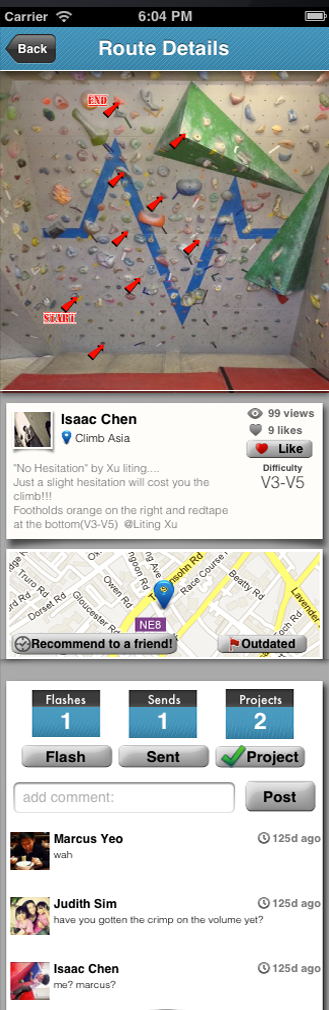 Carrier 6:04 PM
Back Route Details
END
START
Isaac Chen
Climb Asia
99 views
9 likes
Like
Difficulty
V3-V5
"No Hesitation" by Xu liting....
Just a slight hesitation will cost you the
climb!!!
Footholds orange on the right and redtape
at the bottom(V3-V5) @Liting Xu
Truro Rd
Dorset Rd
Gloucester Rd
Owen Rd
Race Course
Beatty Rd
Lavender
NE8
Recommend to a friend!
Outdated
Flashes Sends Projects
1 1 2
Flash Sent Project
add comment: Post
Marcus Yeo 125d ago
wah
Judith Sim 125d ago
have you gotten the crimp on the volume yet?
Isaac Chen 125d ago
me? marcus?